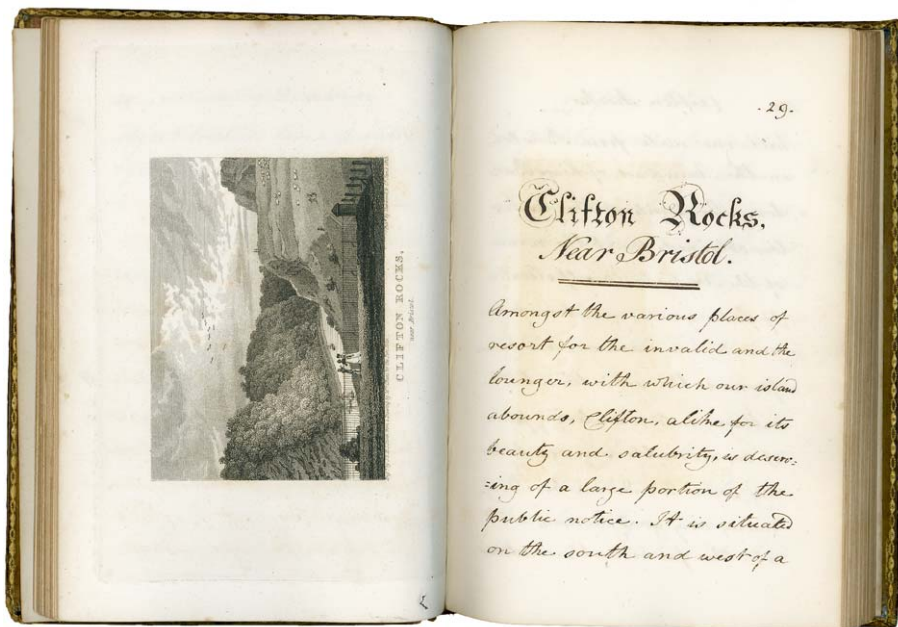 CLIFTON ROCKS,
near Bristol.
.29.
Clifton Rocks,
Near Bristol.
Amongst the various places of
resort for the invalid and the
lounger, with which our island
abounds, Clifton, alike for its
beauty and salubrity, is deserv:
:ing of a large portion of the
public notice. It is situated
on the south and west of a